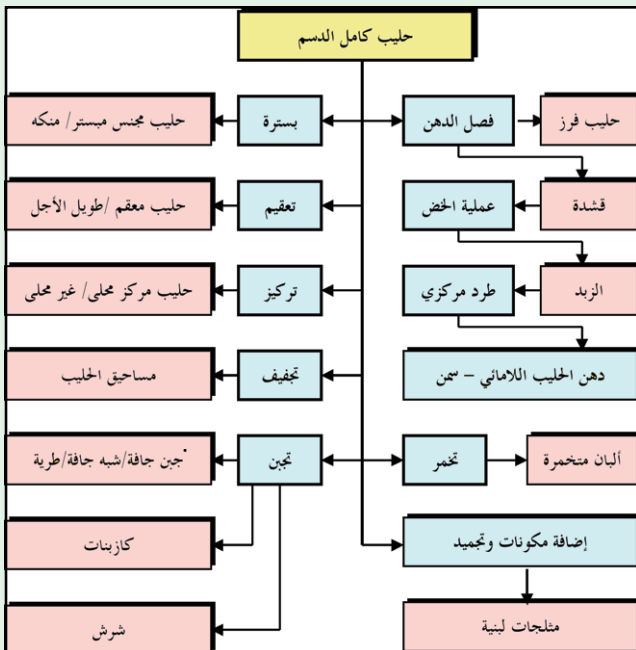 حليب كامل الدسم
حليب فرز
فصل الدهن
بسترة
حليب مجنس مبستر/ منكه
قشدة
عملية الخض
تعقيم
حليب معقم /طويل الأجل
الزبد
طرد مركزي
تركيز
حليب مركز محلى/ غير محلى
دهن الحليب اللامائي – سمن
تجفيف
مساحيق الحليب
ألبان متخمرة
تخمر
تجبن
جبن جافة/شبه جافة/طرية
إضافة مكونات وتجميد
كازينات
مثلجات لبنية
شرش